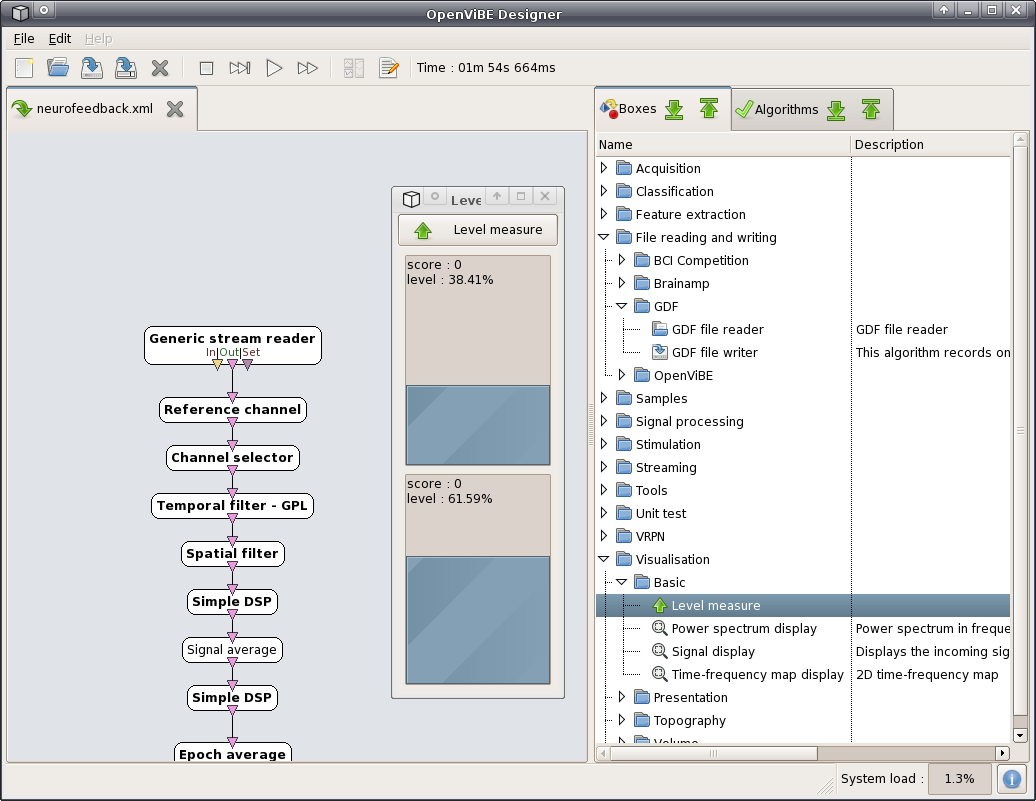 OpenViBE Designer
File Edit Help
Time : 01m 54s 664ms
neurofeedback.xml
Generic stream reader
In|Out|Set
Reference channel
Channel selector
Temporal filter - GPL
Spatial filter
Simple DSP
Signal average
Simple DSP
Epoch average
Leve
Level measure
score : 0
level : 38.41%
score : 0
level : 61.59%
Boxes
Algorithms
Name Description
Acquisition
Classification
Feature extraction
File reading and writing
BCI Competition
Brainamp
GDF
GDF file reader GDF file reader
GDF file writer This algorithm records on
OpenViBE
Samples
Signal processing
Stimulation
Streaming
Tools
Unit test
VRPN
Visualisation
Basic
Level measure
Power spectrum display Power spectrum in freque
Signal display Displays the incoming sig
Time-frequency map display 2D time-frequency map
Presentation
Topography
Volume
System load : 1.3%